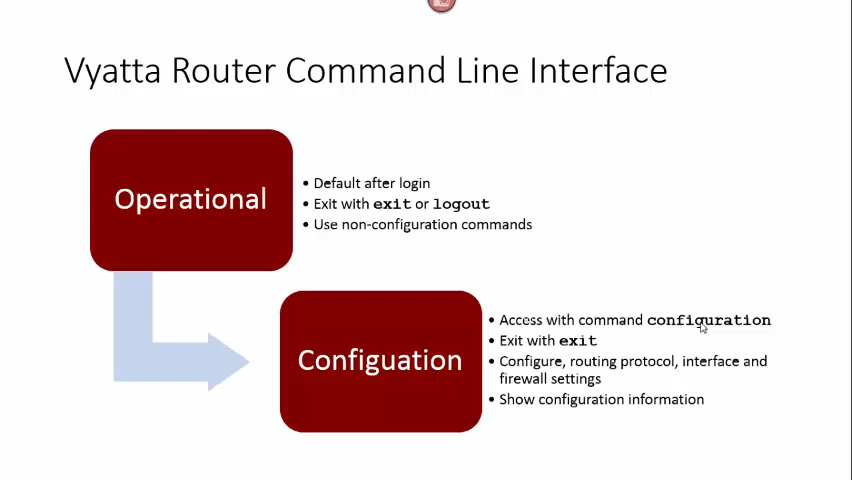 Vyatta Router Command Line Interface
Operational
• Default after login
• Exit with exit or logout
• Use non-configuration commands
Configuation
• Access with command configuration
• Exit with exit
• Configure, routing protocol, interface and
firewall settings
• Show configuration information